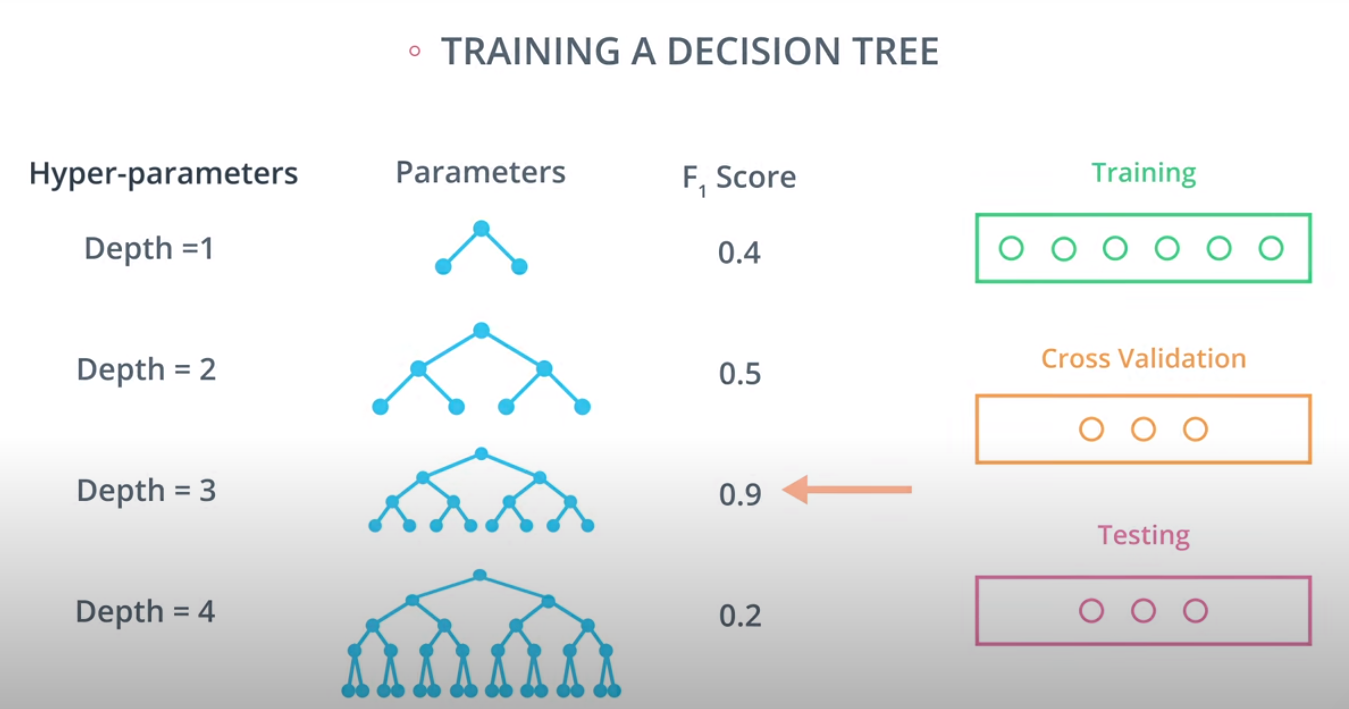 TRAINING A DECISION TREE
Hyper-parameters Parameters F₁ Score Training
Depth =1 0.4
Cross Validation
Depth = 2 0.5
Depth = 3 0.9
Testing
Depth = 4 0.2